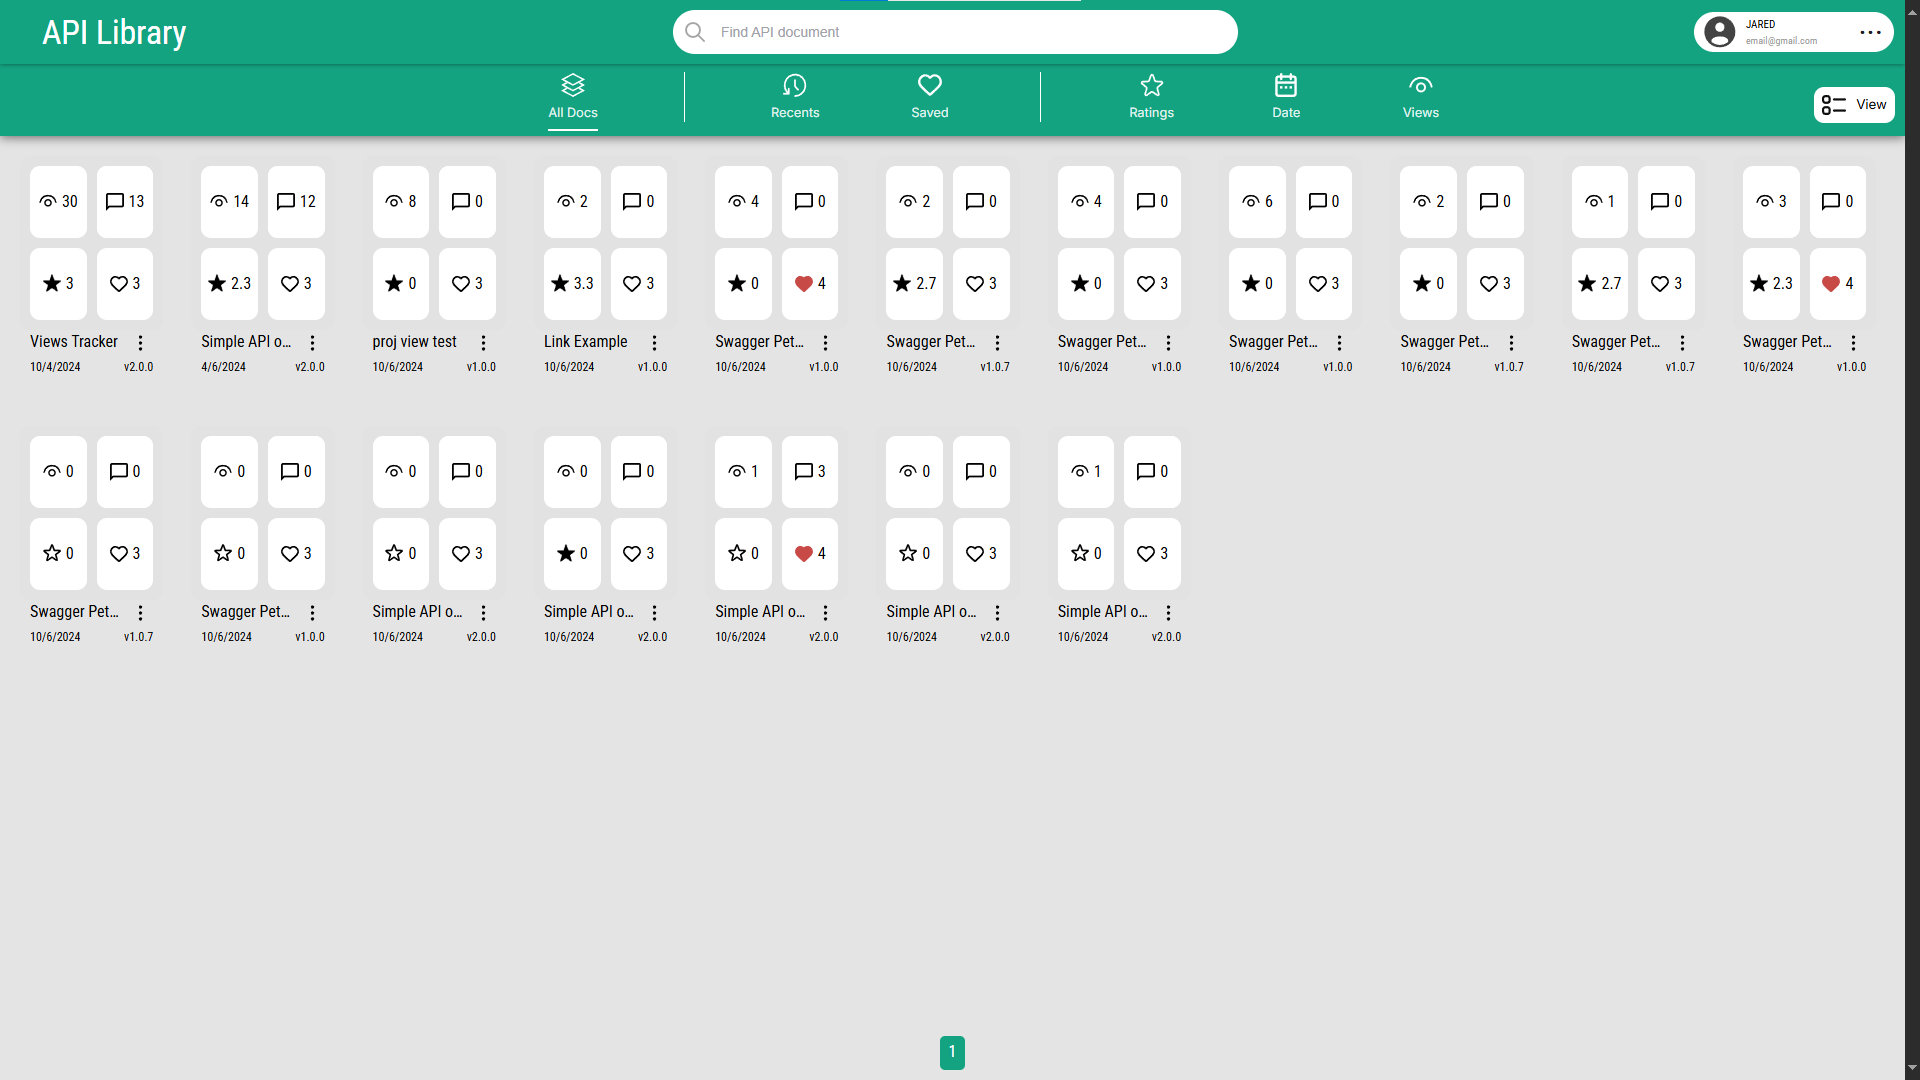 API Library
Find API document
JARED
email@gmail.com
All Docs
Recents
Saved
Ratings
Date
Views
View
30 13 14 12 8 0 2 0 4 0 2 0 4 0 6 0 2 0 1 0 3 0
3 3 2.3 3 0 3 3.3 3 0 4 2.7 3 0 3 0 3 0 3 2.7 3 2.3 4
Views Tracker Simple API o... proj view test Link Example Swagger Pet... Swagger Pet... Swagger Pet... Swagger Pet... Swagger Pet... Swagger Pet... Swagger Pet...
10/4/2024 v2.0.0 4/6/2024 v2.0.0 10/6/2024 v1.0.0 10/6/2024 v1.0.0 10/6/2024 v1.0.0 10/6/2024 v1.0.7 10/6/2024 v1.0.0 10/6/2024 v1.0.0 10/6/2024 v1.0.7 10/6/2024 v1.0.7 10/6/2024 v1.0.0
0 0 0 0 0 0 0 0 1 3 0 0 1 0
0 3 0 3 0 3 0 3 0 4 0 3 0 3
Swagger Pet... Swagger Pet... Simple API o... Simple API o... Simple API o... Simple API o... Simple API o...
10/6/2024 v1.0.7 10/6/2024 v1.0.0 10/6/2024 v2.0.0 10/6/2024 v2.0.0 10/6/2024 v2.0.0 10/6/2024 v2.0.0 10/6/2024 v2.0.0
1